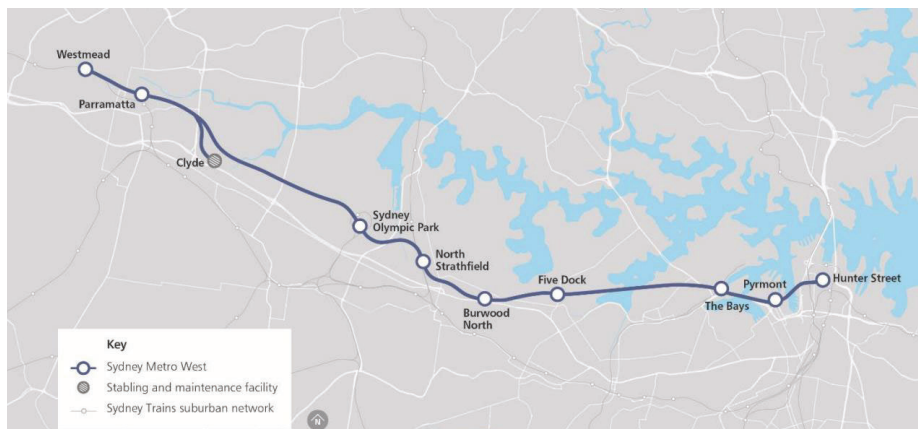 Westmead
Parramatta
Clyde
Sydney
Olympic Park
North
Strathfield
Burwood
North
Five Dock
The Bays
Pyrmont
Hunter Street
Key
Sydney Metro West
Stabling and maintenance facility
Sydney Trains suburban network
N